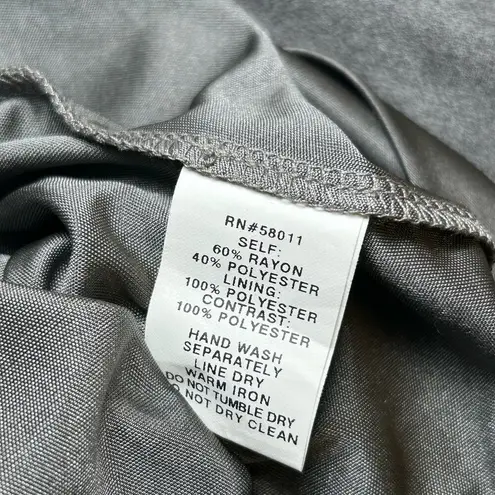 RN#58011
SELF:
60% RAYON
40% POLYESTER
LINING:
100% POLYESTER
CONTRAST:
100% POLYESTER
HAND WASH
SEPARATELY
LINE DRY
WARM IRON
DO NOT TUMBLE DRY
DO NOT DRY CLEAN